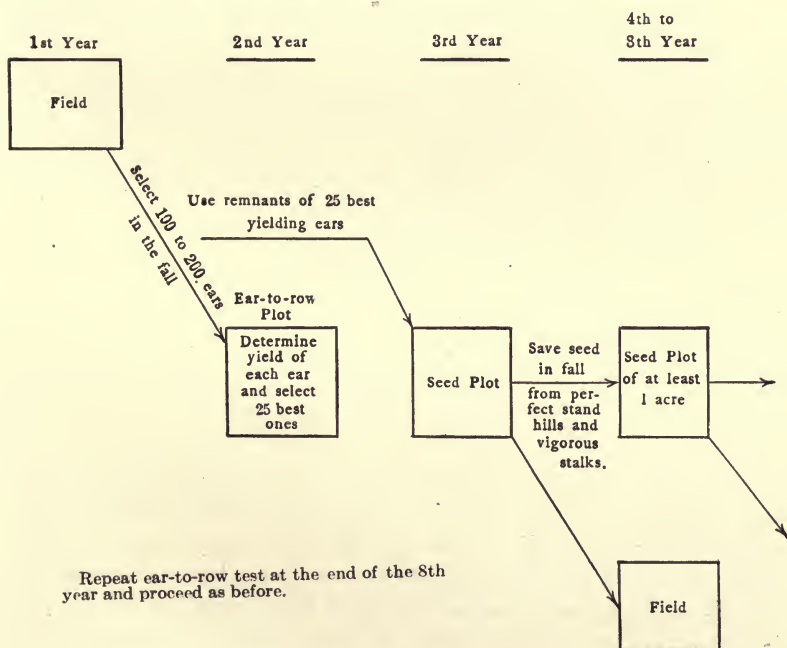 1st Year
2nd Year
3rd Year
4th to
8th Year
Field
Select 100 to 200 ears
in the fall
Use remnants of 25 best
yielding ears
Ear-to-row
Plot
Determine
yield of
each ear
and select
25 best
ones
Seed Plot
Save seed
in fall
from per-
fect stand
hills and
vigorous
stalks.
Seed Plot
of at least
1 acre
Field
Repeat ear-to-row test at the end of the 8th
year and proceed as before.